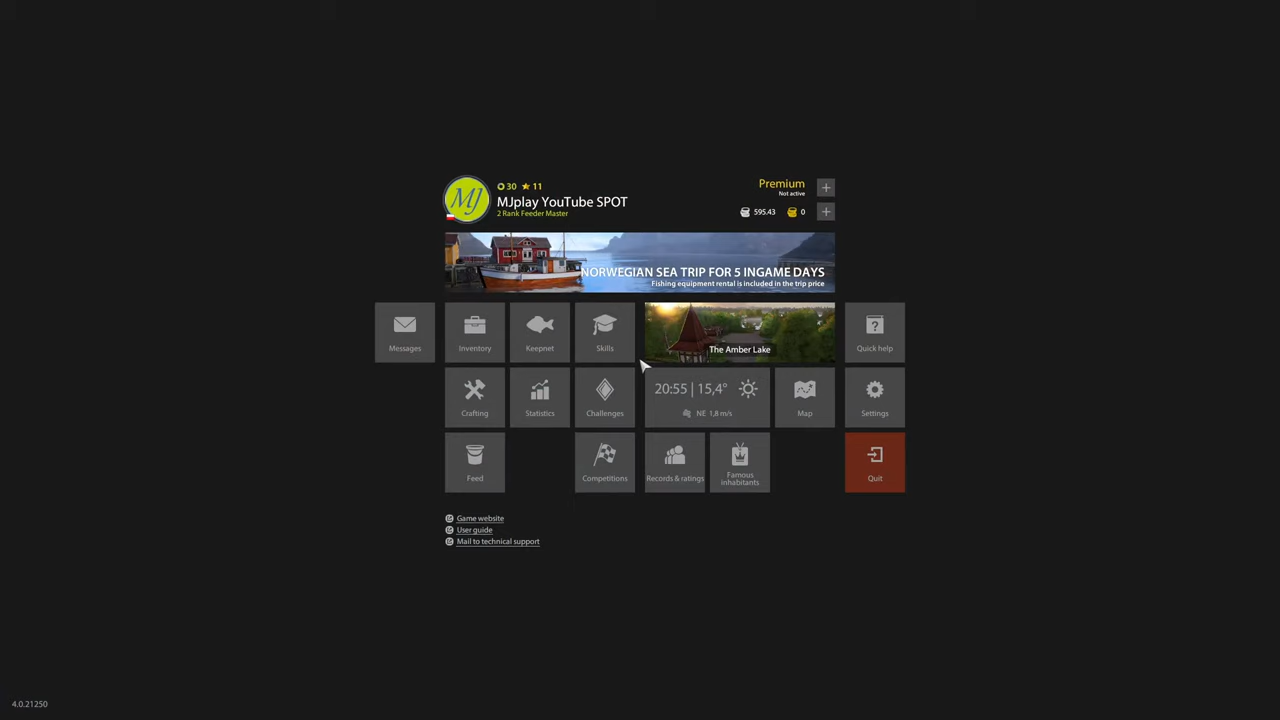 MJ
30 11
MJplay YouTube SPOT
2 Rank Feeder Master
Premium
Not active
595.43 0
NORWEGIAN SEA TRIP FOR 5 INGAME DAYS
Fishing equipment rental is included in the trip price
Messages
Inventory
Keepnet
Skills
The Amber Lake
Quick help
Crafting
Statistics
Challenges
20:55 | 15,4°
NE 1,8 m/s
Map
Settings
Feed
Competitions
Records & ratings
Famous
inhabitants
Quit
Game website
User guide
Mail to technical support
4.0.21250